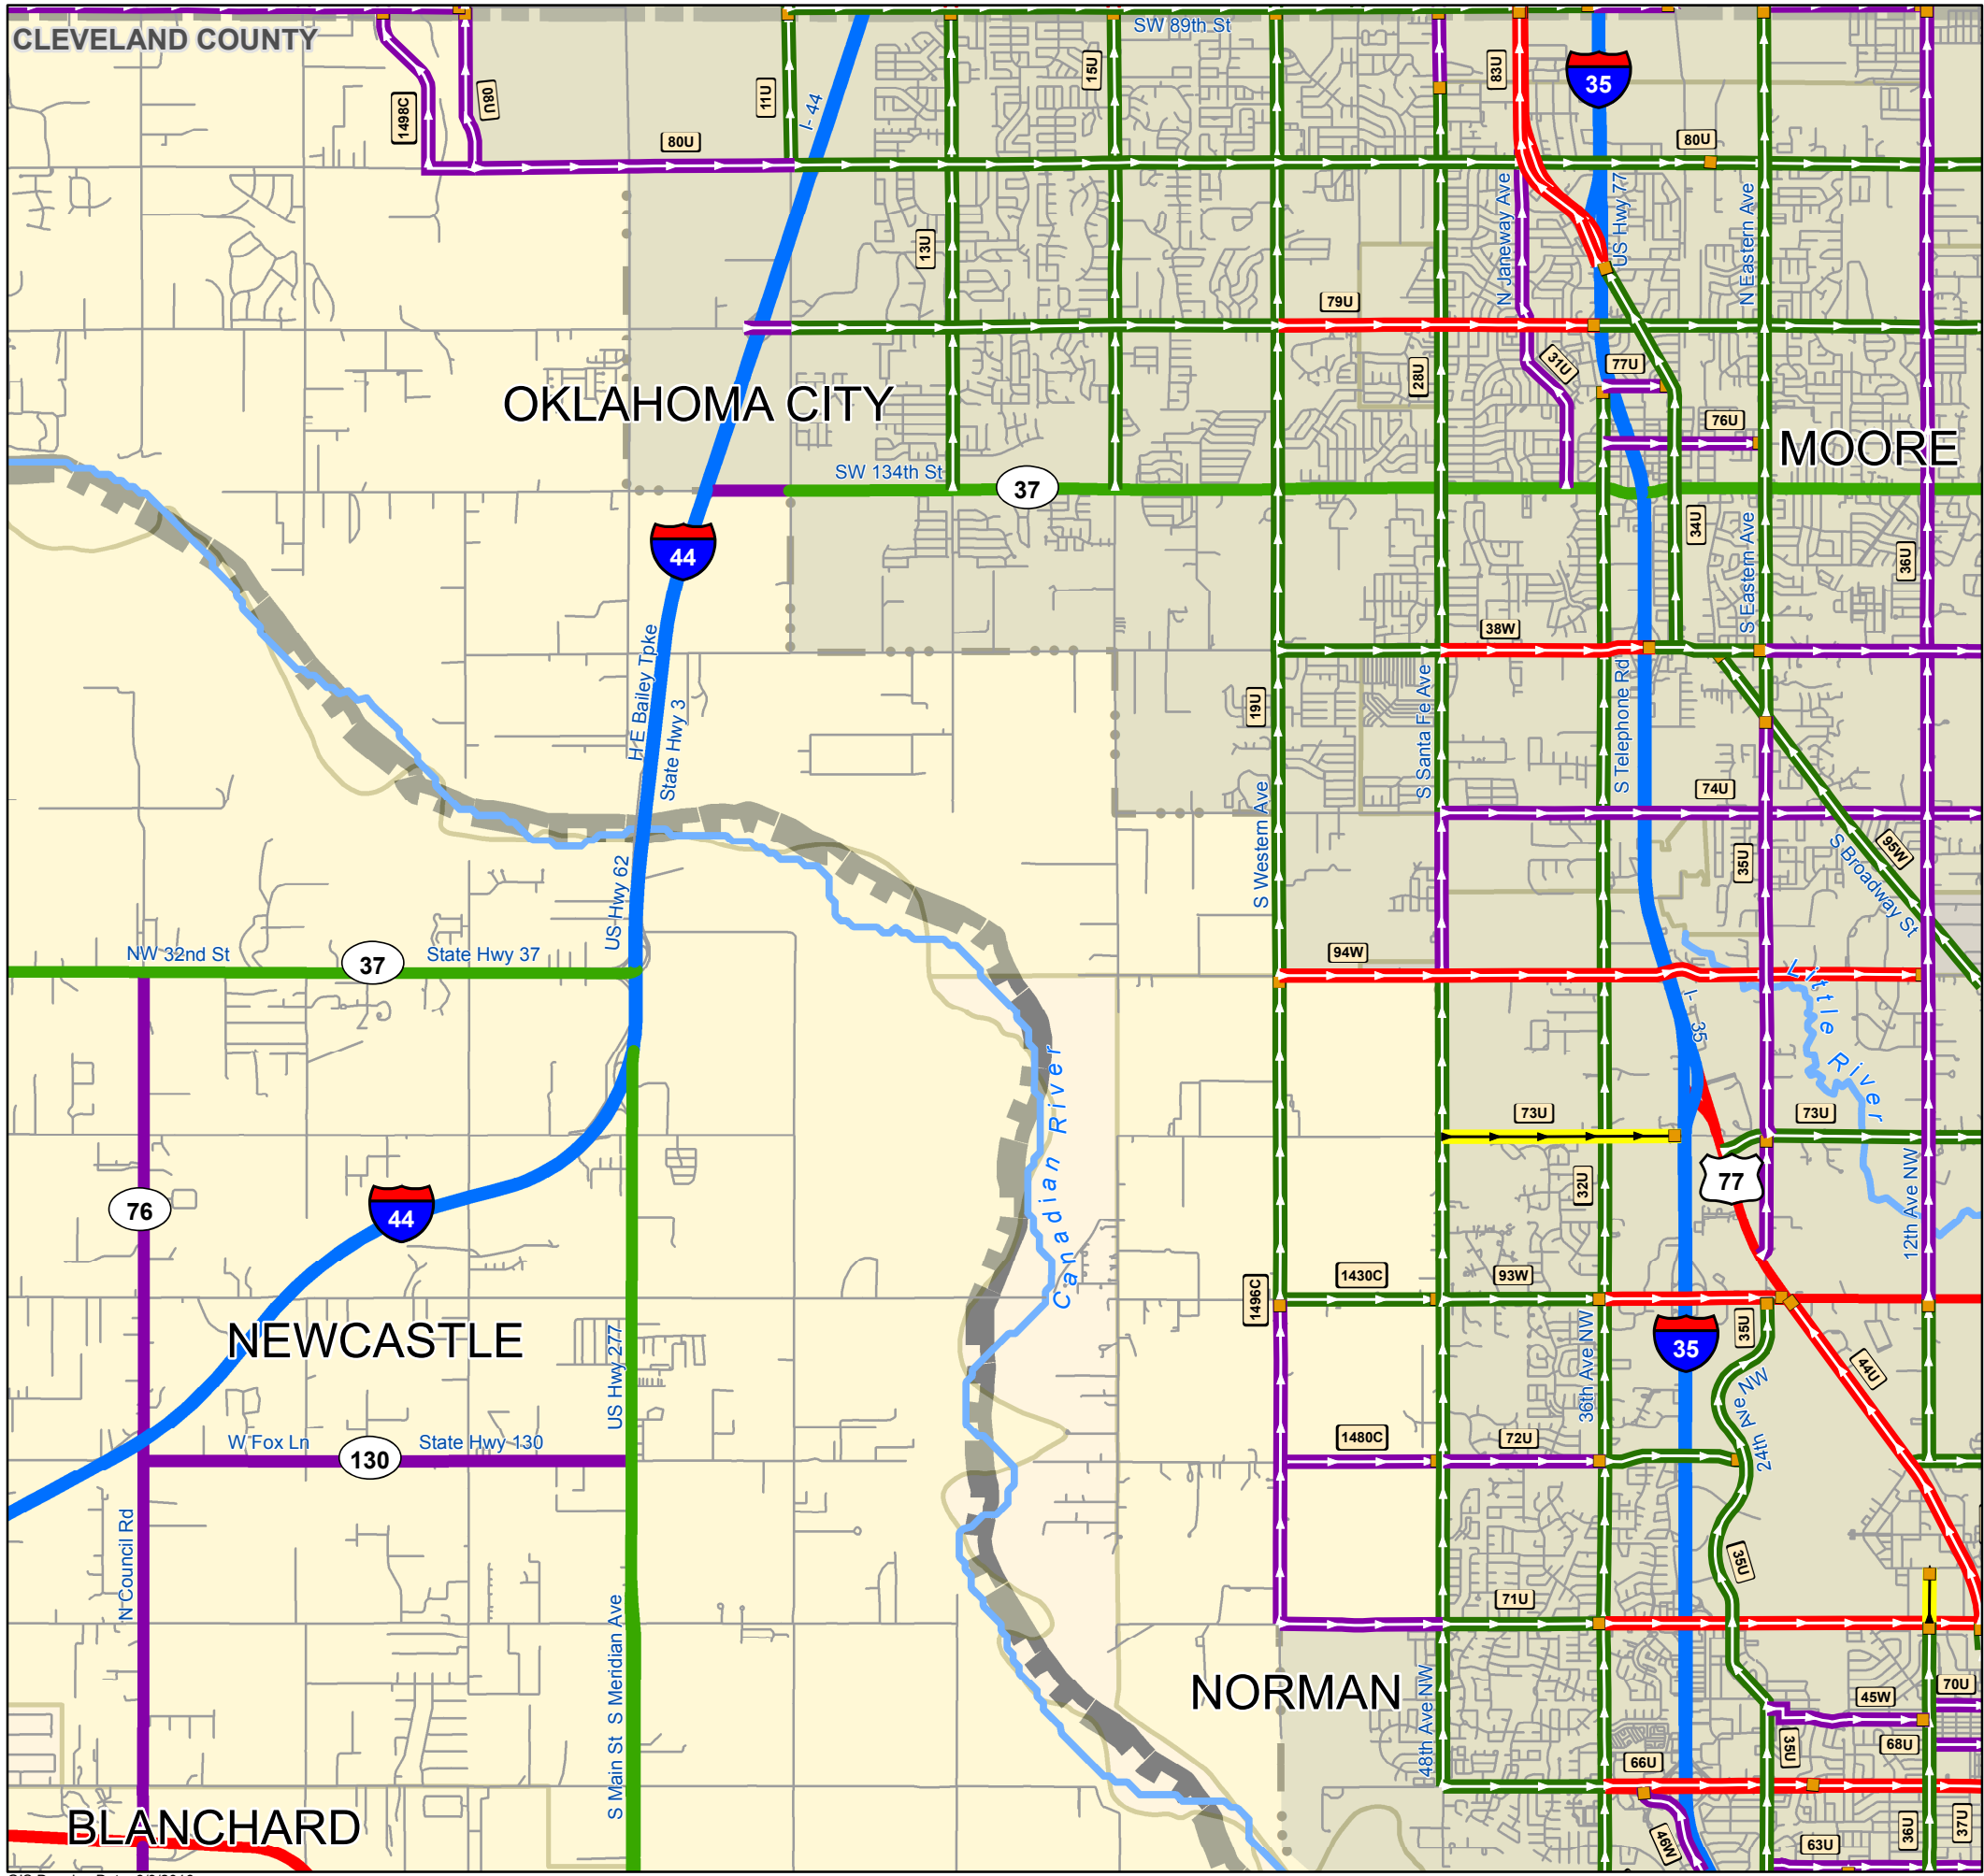 CLEVELAND COUNTY
SW 89th St
1498C
08U
11U
I- 44
15U
83U
35
80U
80U
13U
N Janeway Ave
US Hwy 77
N Eastern Ave
79U
31U
77U
28U
76U
OKLAHOMA CITY
MOORE
SW 134th St
37
34U
S Eastern Ave
36U
44
38W
H E Bailey Tpke
State Hwy 3
19U
S Santa Fe Ave
S Telephone Rd
74U
S Western Ave
35U
95W
S Broadway St
US Hwy 62
NW 32nd St
37
State Hwy 37
94W
Little River
I- 35
Canadian River
73U
73U
32U
77
76
44
12th Ave NW
1496C
1430C
93W
35U
35
NEWCASTLE
US Hwy 277
36th Ave NW
44U
24th Ave NW
W Fox Ln
130
State Hwy 130
1480C
72U
N Council Rd
35U
71U
S Main St S Meridian Ave
NORMAN
48th Ave NW
45W
70U
35U
68U
66U
BLANCHARD
46W
63U
36U
37U